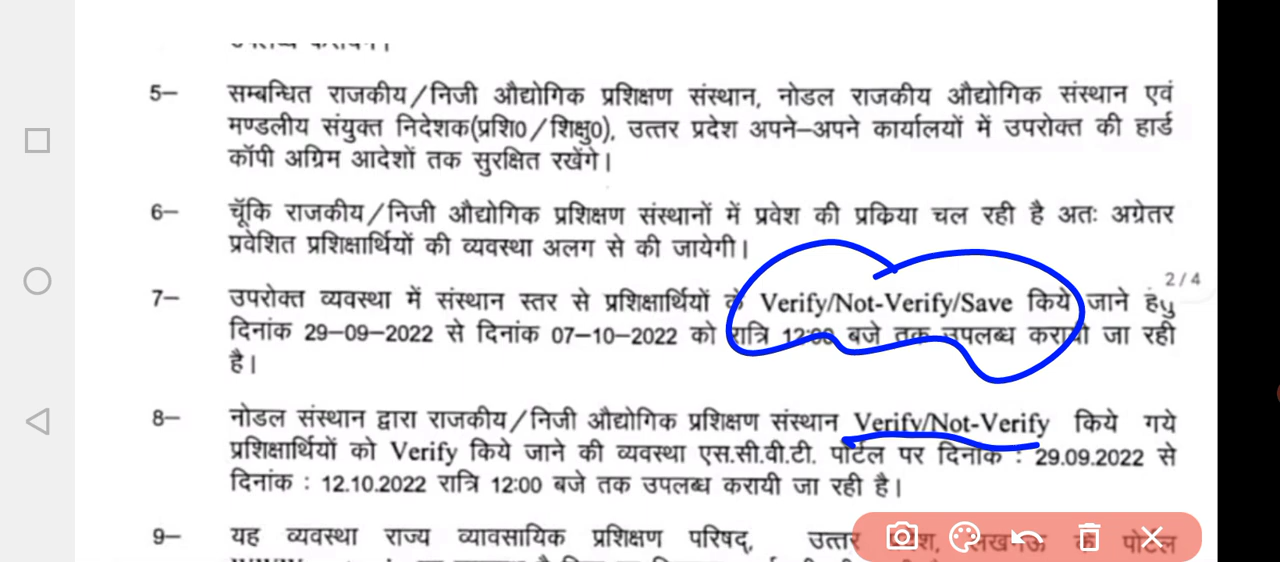 5– सम्बन्धित राजकीय/निजी औद्योगिक प्रशिक्षण संस्थान, नोडल राजकीय औद्योगिक संस्थान एवं
मण्डलीय संयुक्त निदेशक(प्रशि0/शिक्षु0), उत्तर प्रदेश अपने–अपने कार्यालयों में उपरोक्त की हार्ड
कॉपी अग्रिम आदेशों तक सुरक्षित रखेंगे।
6– चूॅकि राजकीय/निजी औद्योगिक प्रशिक्षण संस्थानों में प्रवेश की प्रक्रिया चल रही है अतः अग्रेतर
प्रवेशित प्रशिक्षार्थियों की व्यवस्था अलग से की जायेगी।
2/4
7– उपरोक्त व्यवस्था में संस्थान स्तर से प्रशिक्षार्थियों के Verify/Not-Verify/Save किये जाने हेतु
दिनांक 29–09–2022 से दिनांक 07–10–2022 को रात्रि 12:00 बजे तक उपलब्ध करायी जा रही
है।
8– नोडल संस्थान द्वारा राजकीय/निजी औद्योगिक प्रशिक्षण संस्थान Verify/Not-Verify किये गये
प्रशिक्षार्थियों को Verify किये जाने की व्यवस्था एस.सी.वी.टी. पोर्टल पर दिनांक : 29.09.2022 से
दिनांक : 12.10.2022 रात्रि 12:00 बजे तक उपलब्ध करायी जा रही है।
9– यह व्यवस्था राज्य व्यावसायिक प्रशिक्षण परिषद्, उत्तर प्रदेश, लखनऊ के पोर्टल